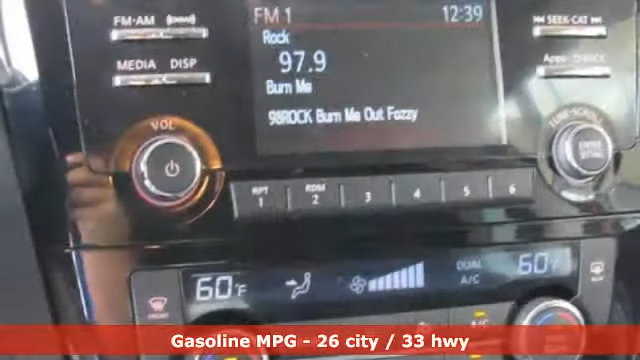 FM·AM
FM 1
12:39
SEEK·CAT
Rock
97.9
MEDIA DISP
Burn Me
98ROCK Burn Me Out Fozzy
VOL
TUNE·SCROLL
ENTER
RPT
1
RDM
2
3
4
5
6
60°F
DUAL
A/C
60°F
A/C
Gasoline MPG - 26 city / 33 hwy